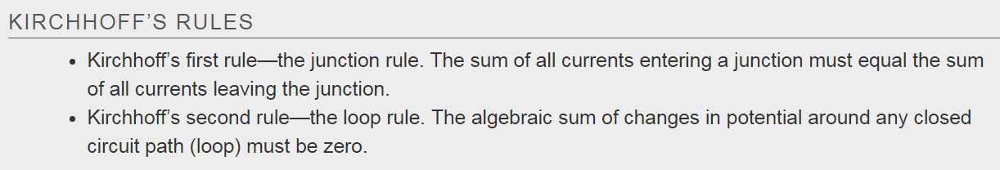 KIRCHHOFF’S RULES
• Kirchhoff’s first rule—the junction rule. The sum of all currents entering a junction must equal the sum
of all currents leaving the junction.
• Kirchhoff’s second rule—the loop rule. The algebraic sum of changes in potential around any closed
circuit path (loop) must be zero.